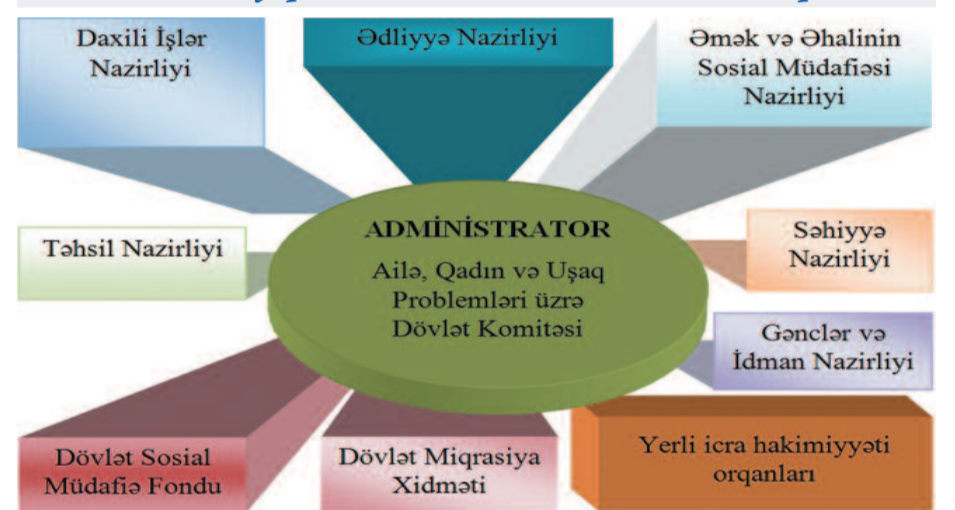 Daxili İşlər
Nazirliyi
Ədliyyə Nazirliyi
Əmək və Əhalinin
Sosial Müdafiəsi
Nazirliyi
Təhsil Nazirliyi
ADMİNİSTRATOR
Ailə, Qadın və Uşaq
Problemləri üzrə
Dövlət Komitəsi
Səhiyyə
Nazirliyi
Gənclər və
İdman Nazirliyi
Dövlət Sosial
Müdafiə Fondu
Dövlət Miqrasiya
Xidməti
Yerli icra hakimiyyəti
orqanları